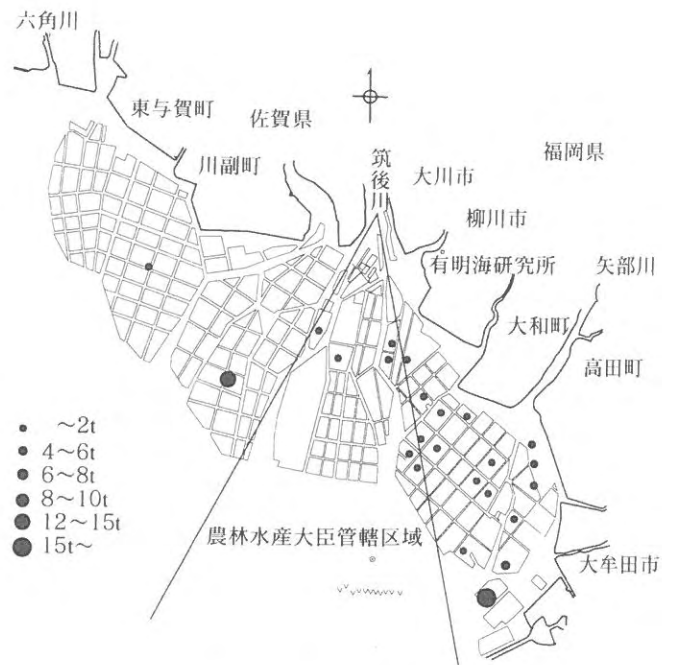 六角川
東与賀町
佐賀県
川副町
筑後川
大川市
福岡県
柳川市
有明海研究所
矢部川
大和町
高田町
～2t
4～6t
6～8t
8～10t
12～15t
15t～
農林水産大臣管轄区域
大牟田市